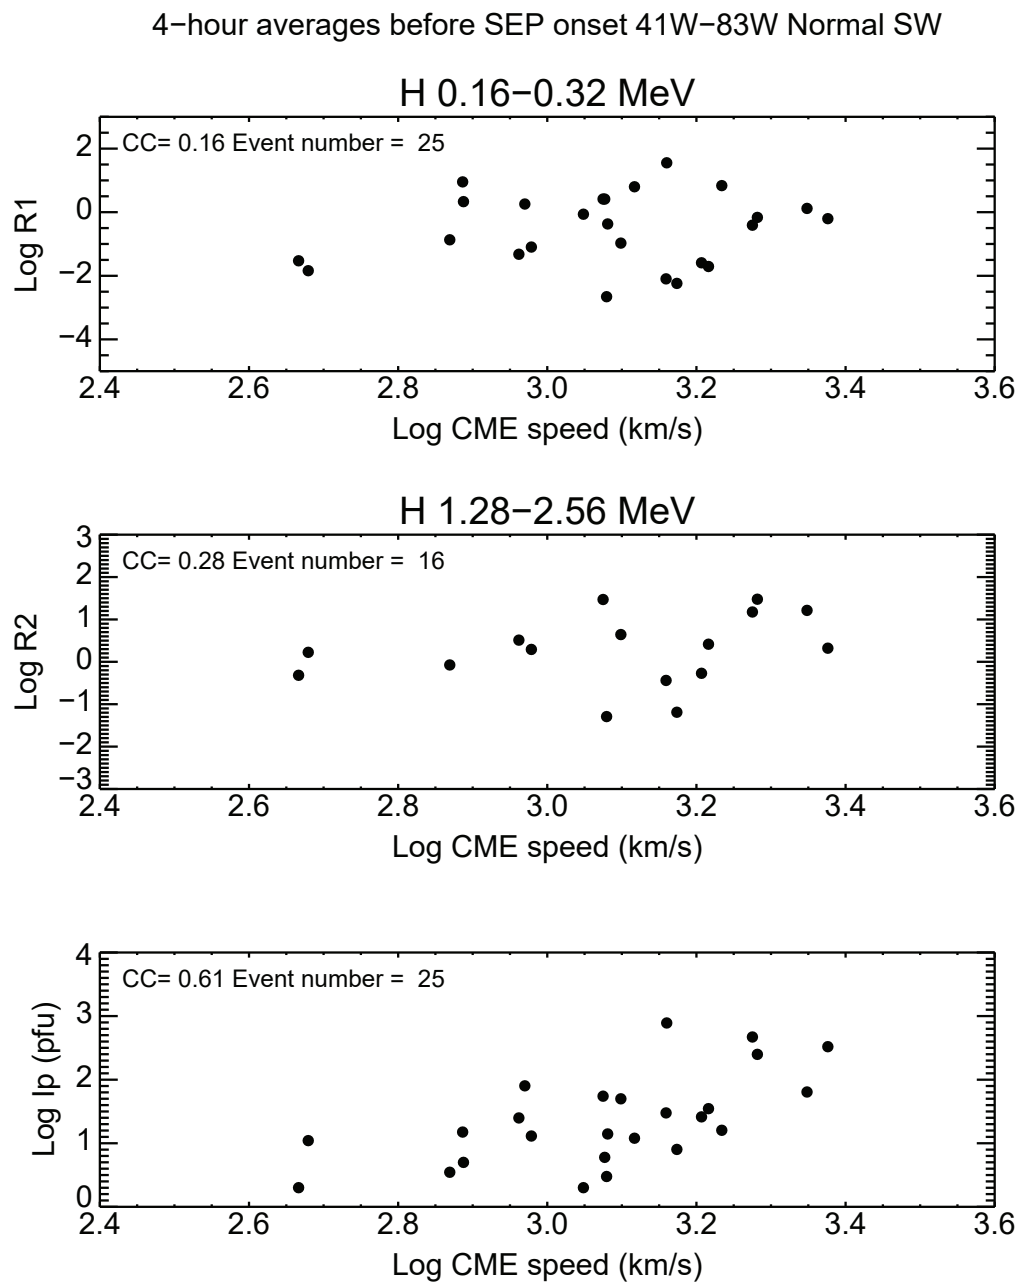 4−hour averages before SEP onset 41W−83W Normal SW
H 0.16−0.32 MeV
CC= 0.16 Event number = 25
Log R1
2
0
−2
−4
2.4 2.6 2.8 3.0 3.2 3.4 3.6
Log CME speed (km/s)
H 1.28−2.56 MeV
CC= 0.28 Event number = 16
Log R2
3
2
1
0
−1
−2
−3
2.4 2.6 2.8 3.0 3.2 3.4 3.6
Log CME speed (km/s)
CC= 0.61 Event number = 25
Log Ip (pfu)
4
3
2
1
0
2.4 2.6 2.8 3.0 3.2 3.4 3.6
Log CME speed (km/s)